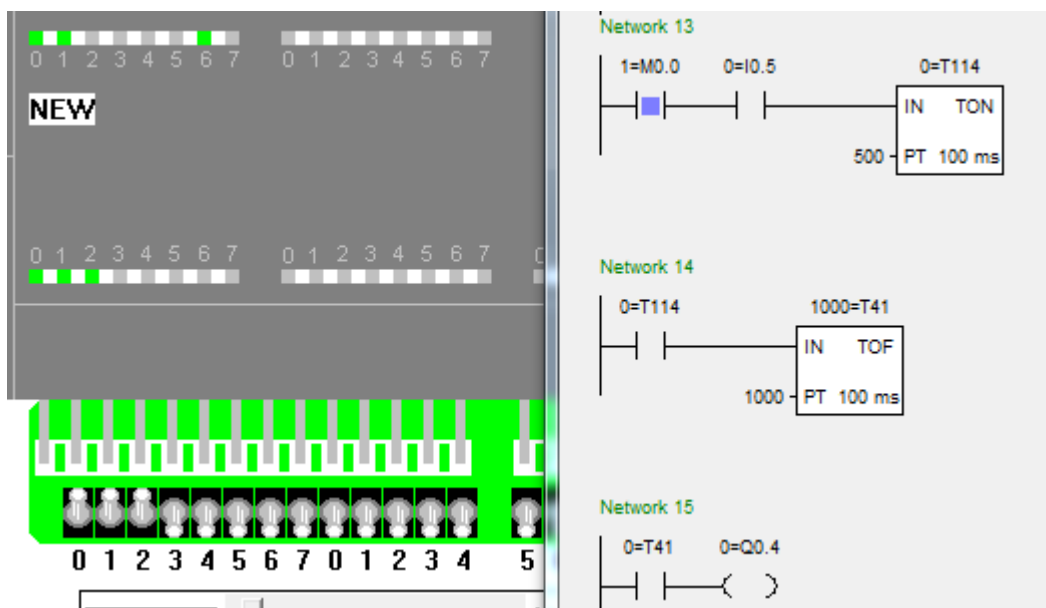 0 1 2 3 4 5 6 7 0 1 2 3 4 5 6 7
NEW
0 1 2 3 4 5 6 7 0 1 2 3 4 5 6 7
0 1 2 3 4 5 6 7 0 1 2 3 4 5
Network 13
1=M0.0 0=I0.5 0=T114
IN TON
500 PT 100 ms
Network 14
0=T114 1000=T41
IN TOF
1000 PT 100 ms
Network 15
0=T41 0=Q0.4